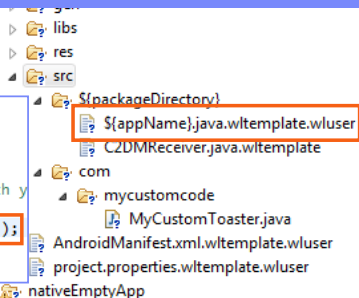 libs
res
src
${packageDirectory}
${appName}.java.wltemplate.wluser
C2DMReceiver.java.wltemplate
com
th y
mycustomcode
);
MyCustomToaster.java
AndroidManifest.xml.wltemplate.wluser
project.properties.wltemplate.wluser
nativeEmptyApp